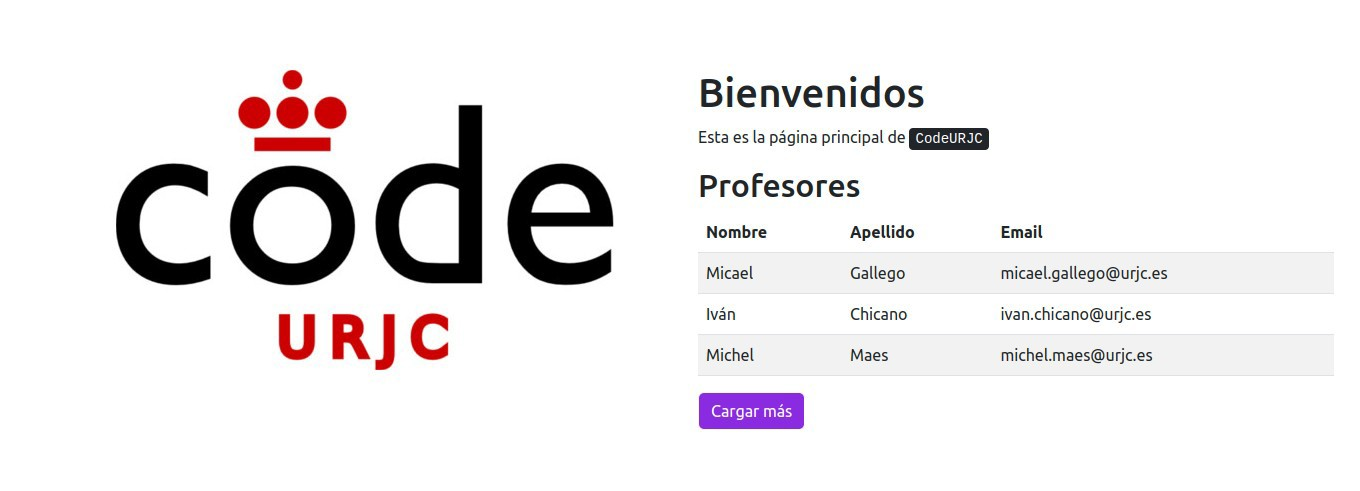 code
URJC
Bienvenidos
Esta es la página principal de CodeURJC
Profesores
Nombre Apellido Email
Micael Gallego micael.gallego@urjc.es
Iván Chicano ivan.chicano@urjc.es
Michel Maes michel.maes@urjc.es
Cargar más